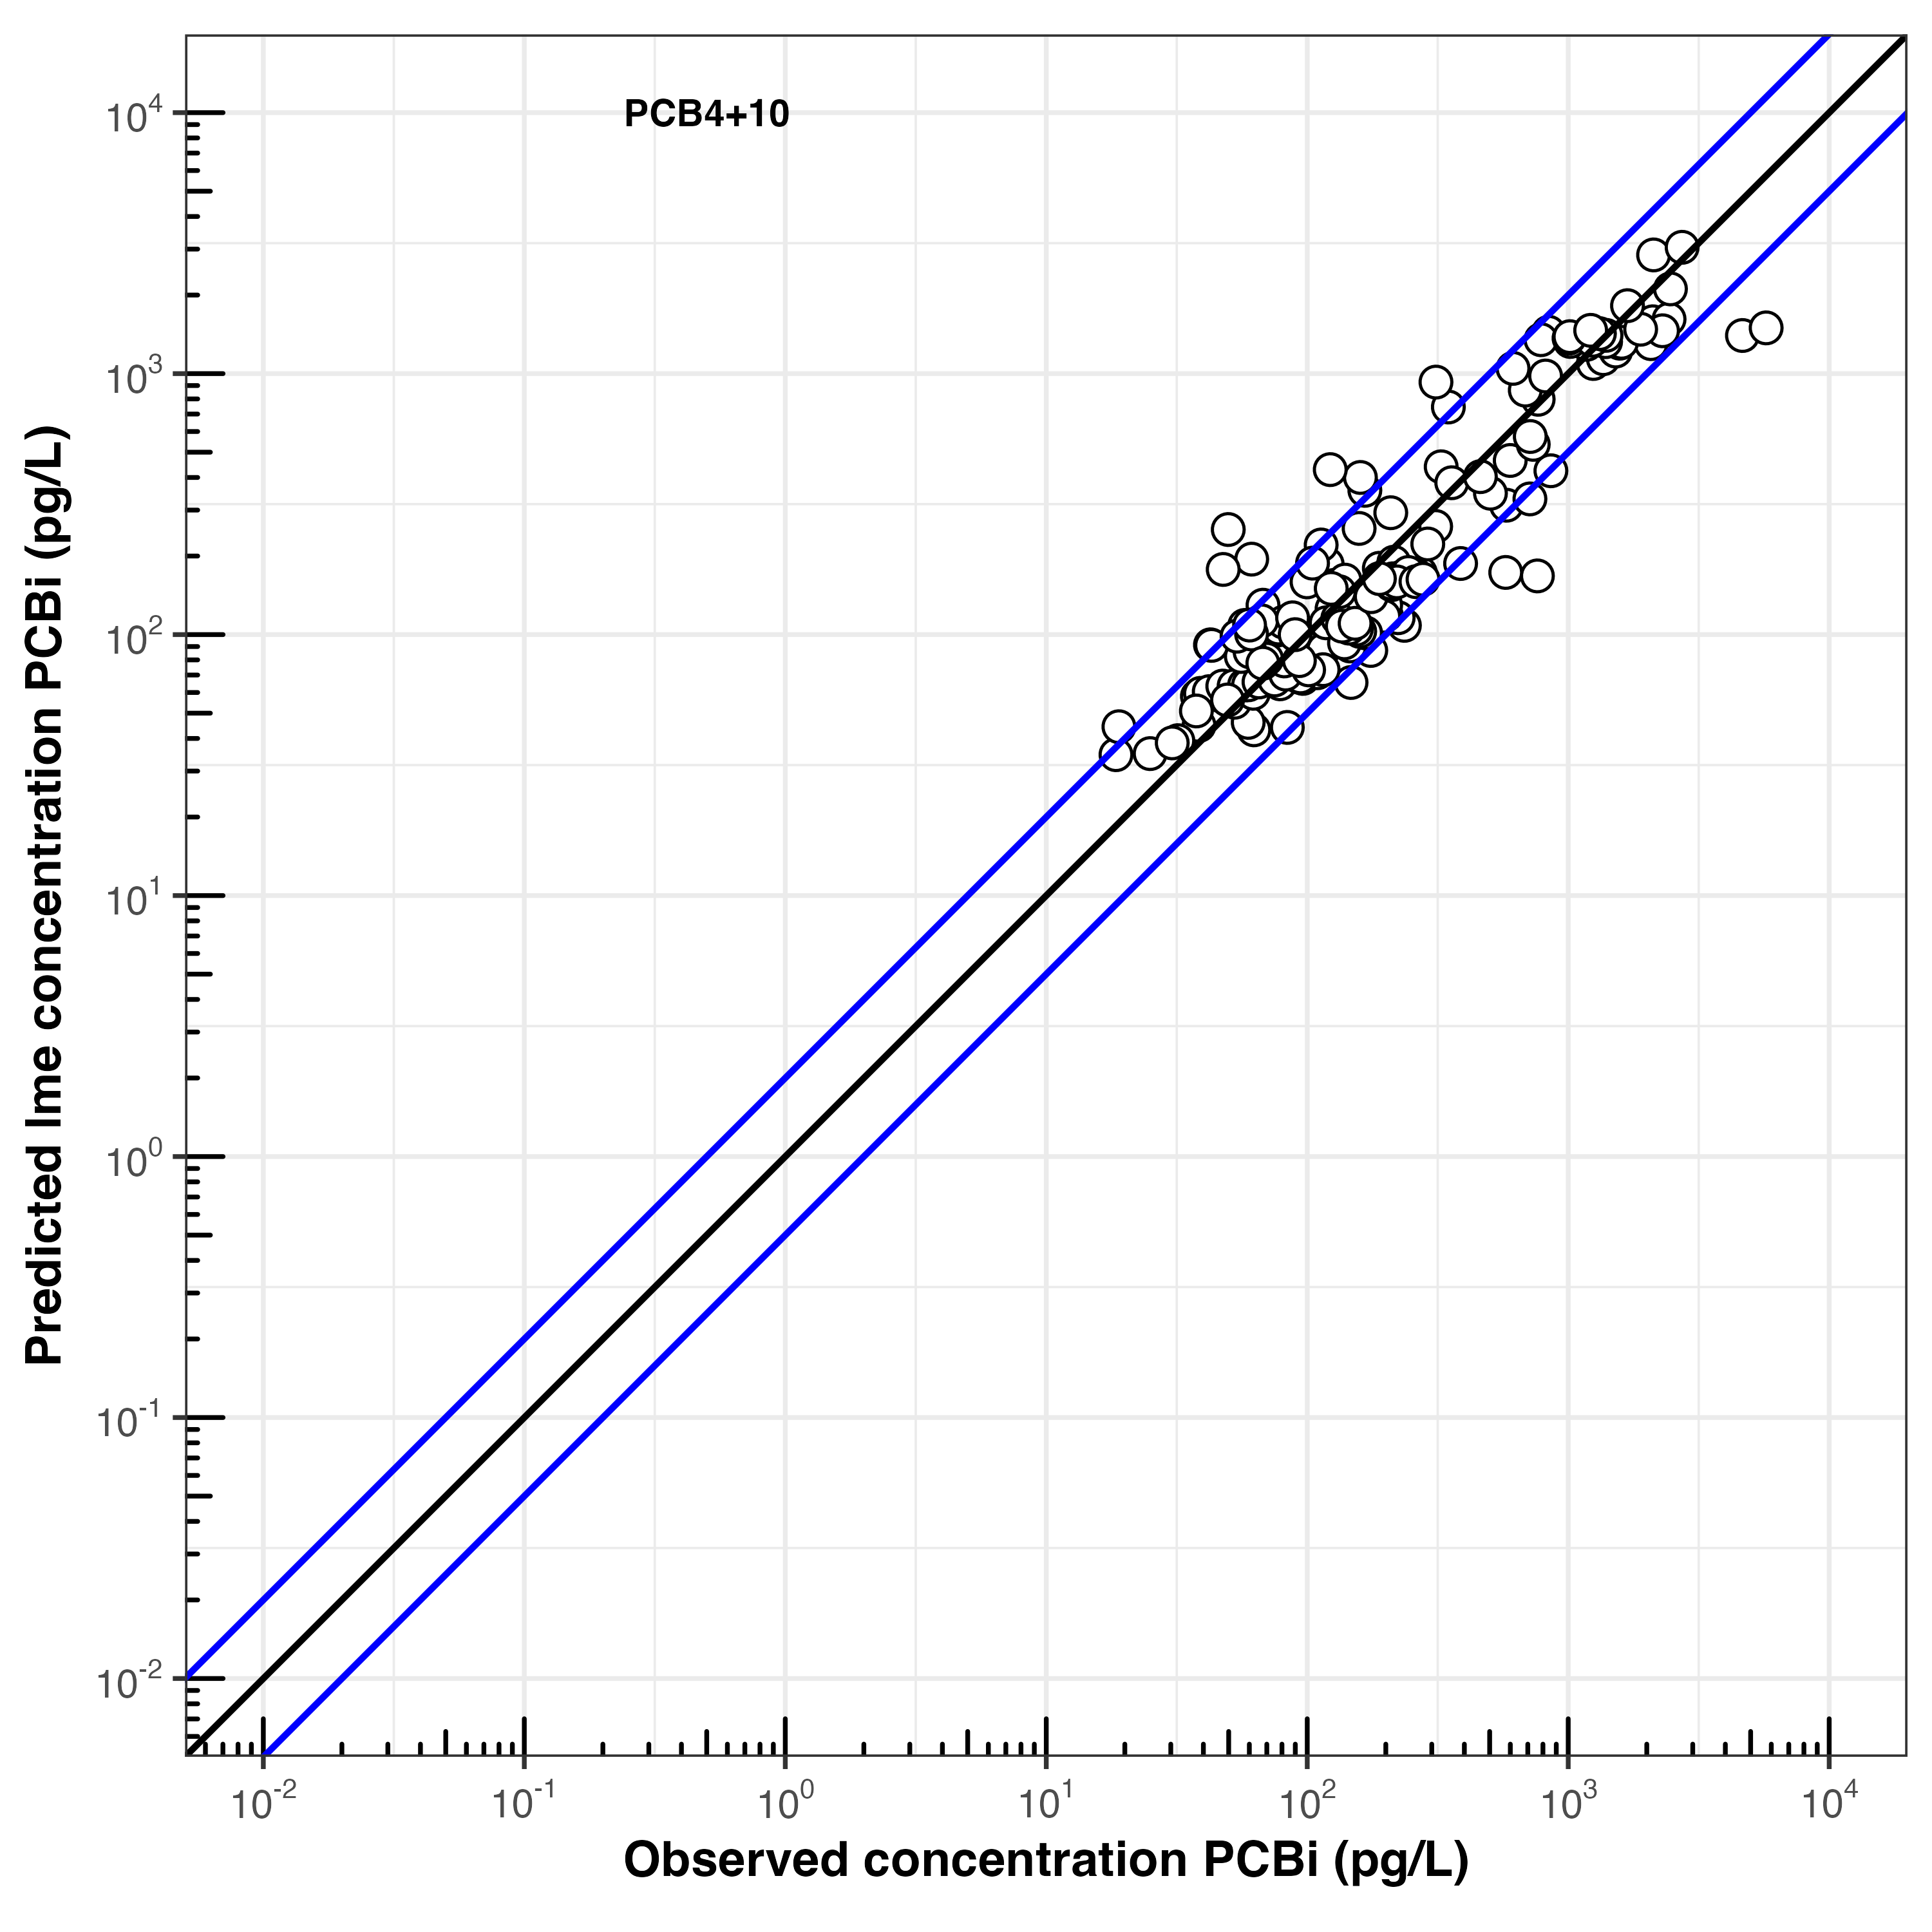 PCB4+10
Predicted lme concentration PCBi (pg/L)
10^4
10^3
10^2
10^1
10^0
10^-1
10^-2
10^-2 10^-1 10^0 10^1 10^2 10^3 10^4
Observed concentration PCBi (pg/L)